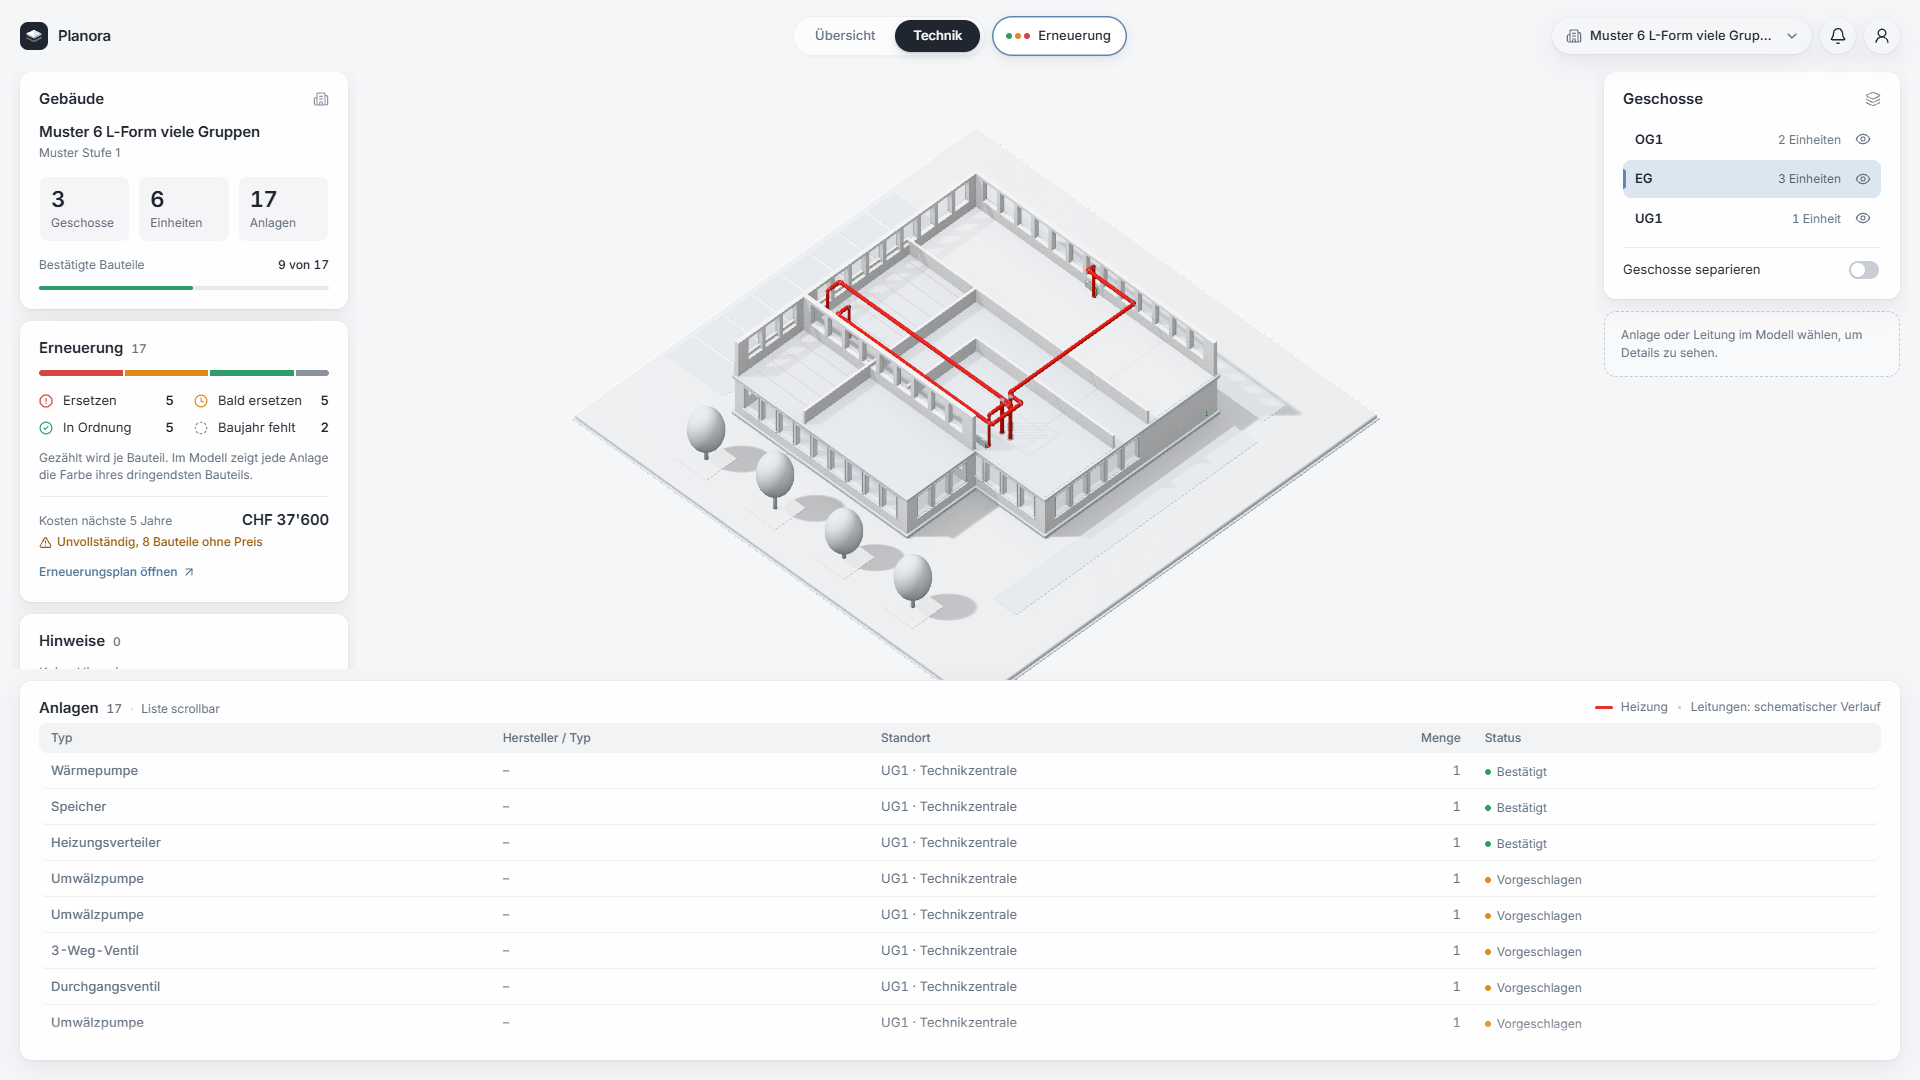 Planora
Übersicht
Technik
Erneuerung
Muster 6 L-Form viele Grup...
Gebäude
Muster 6 L-Form viele Gruppen
Muster Stufe 1
3 6 17
Geschosse Einheiten Anlagen
Bestätigte Bauteile 9 von 17
Erneuerung 17
Ersetzen 5 Bald ersetzen 5
In Ordnung 5 Baujahr fehlt 2
Gezählt wird je Bauteil. Im Modell zeigt jede Anlage
die Farbe ihres dringendsten Bauteils.
Kosten nächste 5 Jahre CHF 37'600
Unvollständig, 8 Bauteile ohne Preis
Erneuerungsplan öffnen
Hinweise 0
Geschosse
OG1 2 Einheiten
EG 3 Einheiten
UG1 1 Einheit
Geschosse separieren
Anlage oder Leitung im Modell wählen, um
Details zu sehen.
Anlagen 17 · Liste scrollbar
Heizung · Leitungen: schematischer Verlauf
Typ Hersteller / Typ Standort Menge Status
Wärmepumpe – UG1 · Technikzentrale 1 Bestätigt
Speicher – UG1 · Technikzentrale 1 Bestätigt
Heizungsverteiler – UG1 · Technikzentrale 1 Bestätigt
Umwälzpumpe – UG1 · Technikzentrale 1 Vorgeschlagen
Umwälzpumpe – UG1 · Technikzentrale 1 Vorgeschlagen
3-Weg-Ventil – UG1 · Technikzentrale 1 Vorgeschlagen
Durchgangsventil – UG1 · Technikzentrale 1 Vorgeschlagen
Umwälzpumpe – UG1 · Technikzentrale 1 Vorgeschlagen